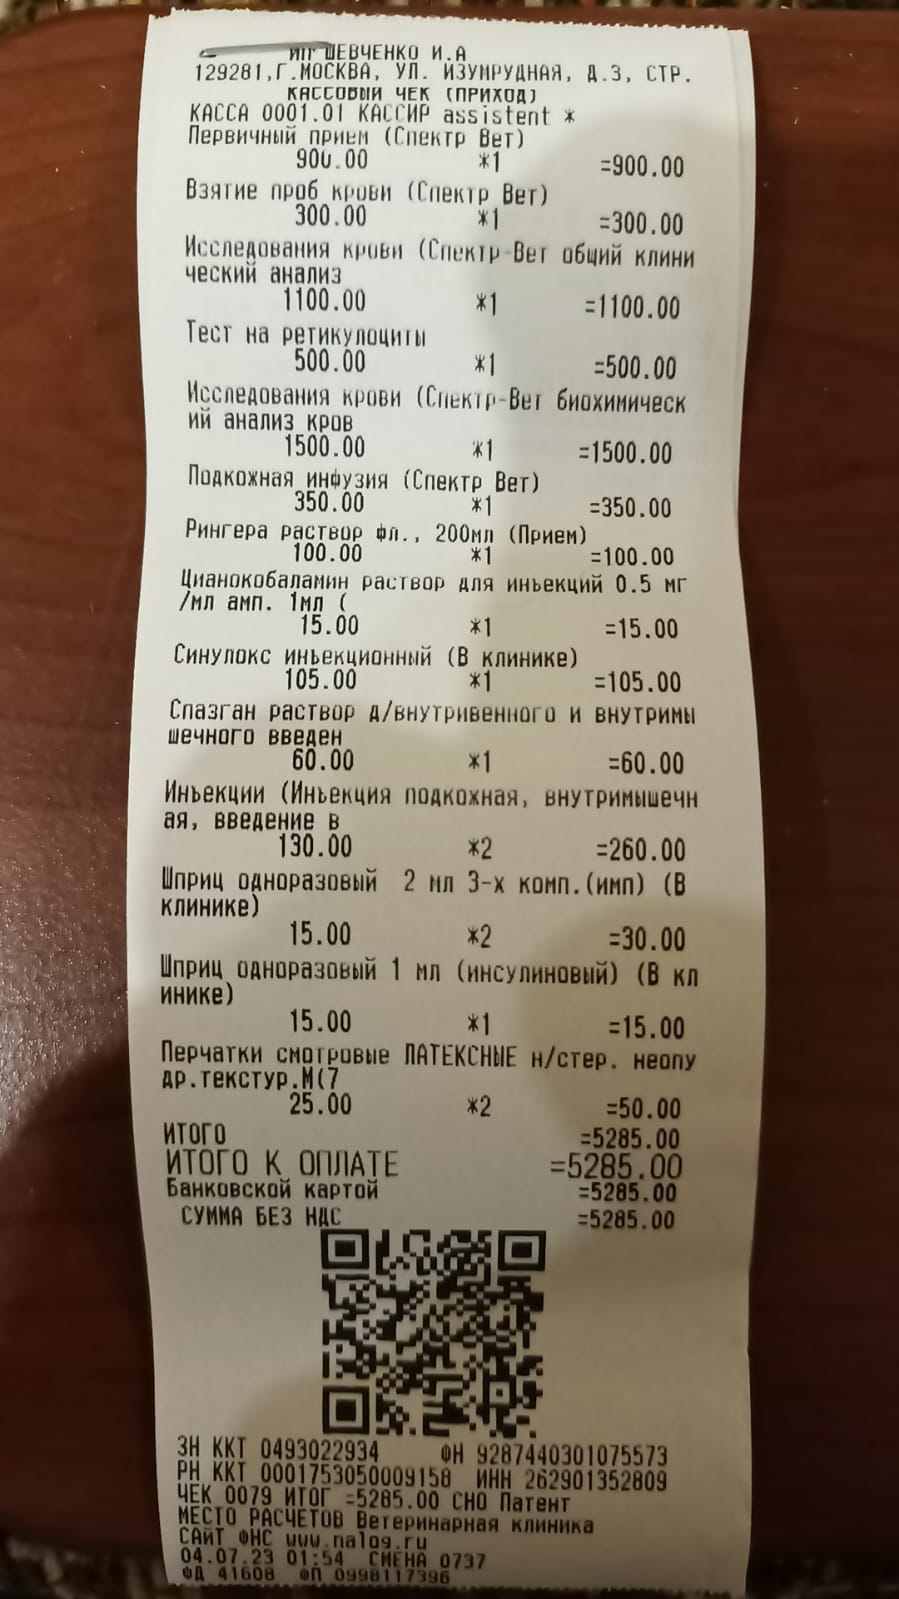 ИП ШЕВЧЕНКО И.А
129281,Г.МОСКВА, УЛ. ИЗУМРУДНАЯ, Д.3, СТР.
КАССОВЫЙ ЧЕК (ПРИХОД)
КАССА 0001.01 КАССИР assistent *
Первичный прием (Спектр Вет)
900.00 *1 =900.00
Взятие проб крови (Спектр Вет)
300.00 *1 =300.00
Исследования крови (Спектр-Вет общий клини
ческий анализ
1100.00 *1 =1100.00
Тест на ретикулоциты
500.00 *1 =500.00
Исследования крови (Спектр-Вет биохимическ
ий анализ кров
1500.00 *1 =1500.00
Подкожная инфузия (Спектр Вет)
350.00 *1 =350.00
Рингера раствор фл., 200мл (Прием)
100.00 *1 =100.00
Цианокобаламин раствор для инъекций 0.5 мг
/мл амп. 1мл (
15.00 *1 =15.00
Синулокс инъекционный (В клинике)
105.00 *1 =105.00
Спазган раствор д/внутривенного и внутримы
шечного введен
60.00 *1 =60.00
Инъекции (Инъекция подкожная, внутримышечн
ая, введение в
130.00 *2 =260.00
Шприц одноразовый 2 мл 3-х комп.(имп) (В
клинике)
15.00 *2 =30.00
Шприц одноразовый 1 мл (инсулиновый) (В кл
инике)
15.00 *1 =15.00
Перчатки смотровые ЛАТЕКСНЫЕ н/стер. неопу
др.текстур.М(7
25.00 *2 =50.00
ИТОГО =5285.00
ИТОГО К ОПЛАТЕ =5285.00
Банковской картой =5285.00
СУММА БЕЗ НДС =5285.00
ЗН ККТ 0493022934 ФН 9287440301075573
РН ККТ 0001753050009158 ИНН 262901352809
ЧЕК 0079 ИТОГ =5285.00 СНО Патент
МЕСТО РАСЧЕТОВ Ветеринарная клиника
САЙТ ФНС www.nalog.ru
04.07.23 01:54 СМЕНА 0737
ФД 41608 ФП 0998117396